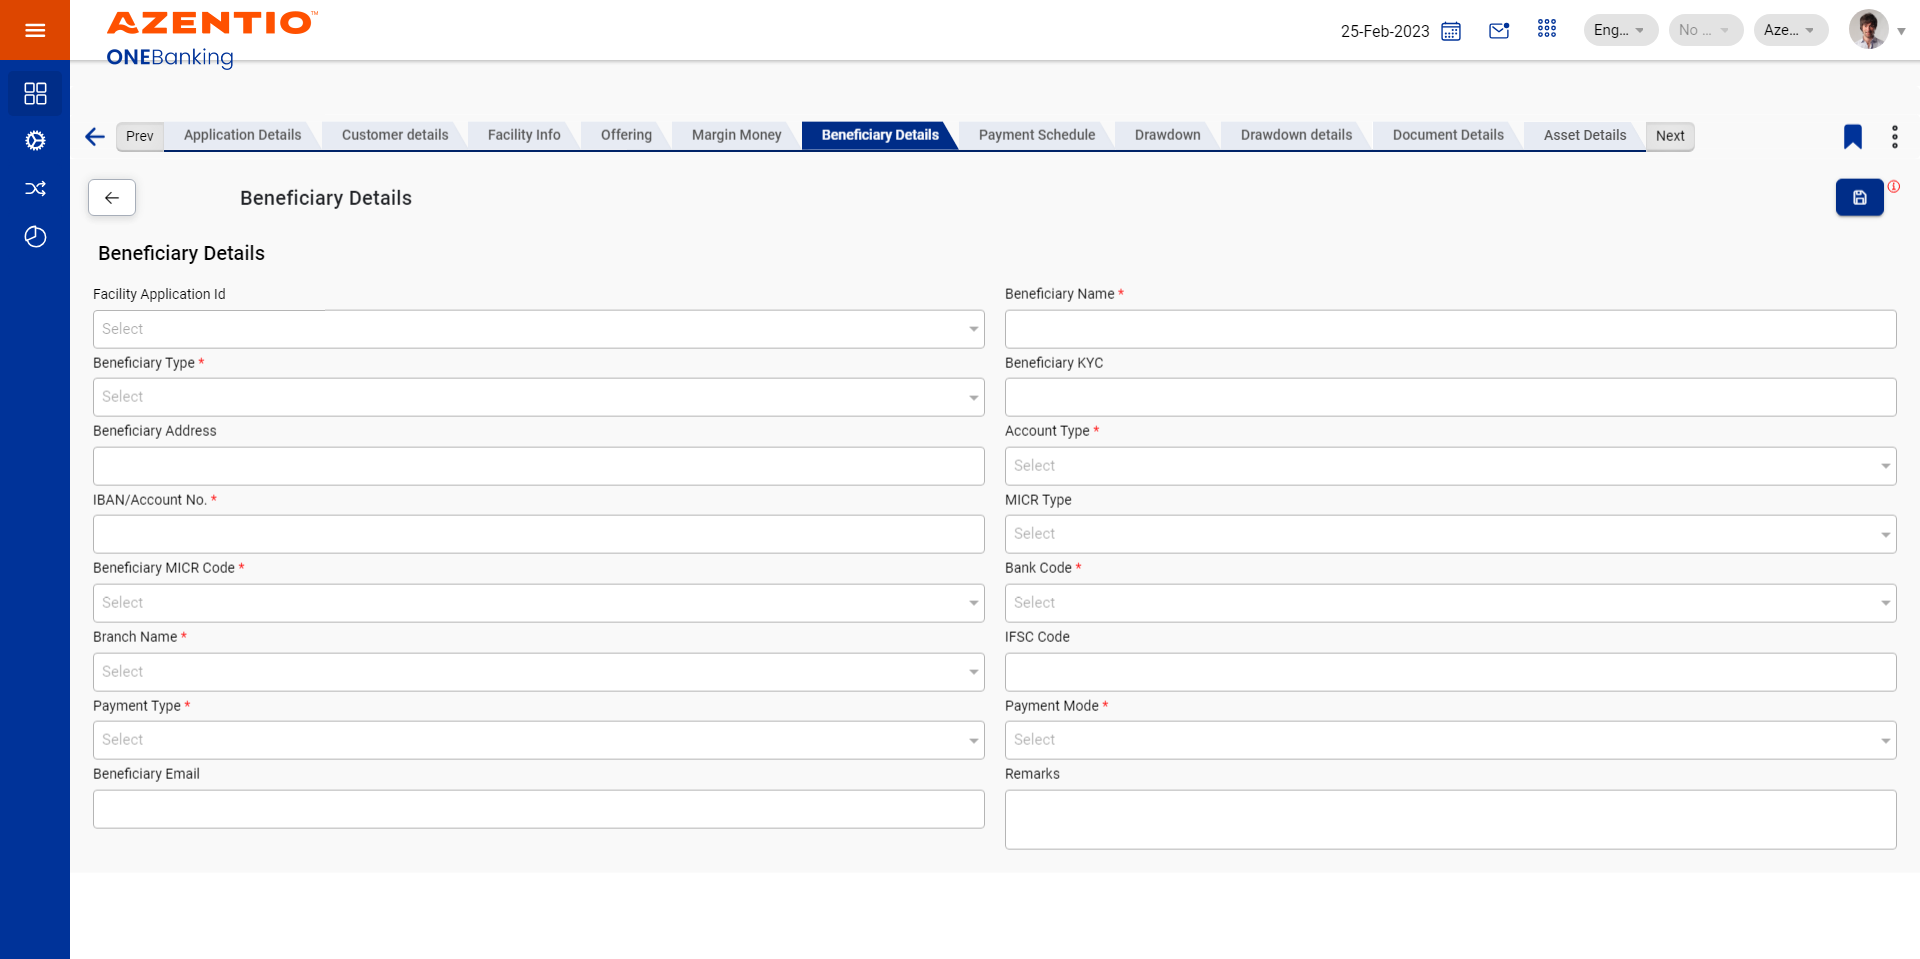 AZENTIO™
ONEBanking
25-Feb-2023
Eng...
No ...
Aze...
Prev
Application Details
Customer details
Facility Info
Offering
Margin Money
Beneficiary Details
Payment Schedule
Drawdown
Drawdown details
Document Details
Asset Details
Next
Beneficiary Details
Beneficiary Details
Facility Application Id
Select
Beneficiary Name *
Beneficiary Type *
Select
Beneficiary KYC
Beneficiary Address
Account Type *
Select
IBAN/Account No. *
MICR Type
Select
Beneficiary MICR Code *
Select
Bank Code *
Select
Branch Name *
Select
IFSC Code
Payment Type *
Select
Payment Mode *
Select
Beneficiary Email
Remarks